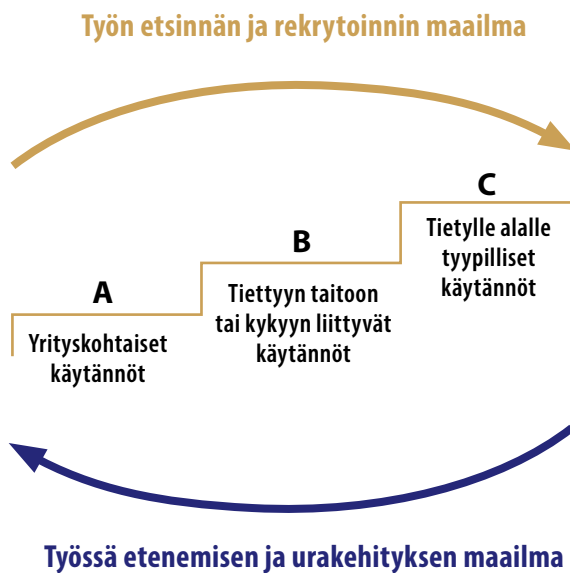 Työn etsinnän ja rekrytoinnin maailma
A
Yrityskohtaiset
käytännöt
B
Tiettyyn taitoon
tai kykyyn liittyvät
käytännöt
C
Tietylle alalle
tyypilliset
käytännöt
Työssä etenemisen ja urakehityksen maailma